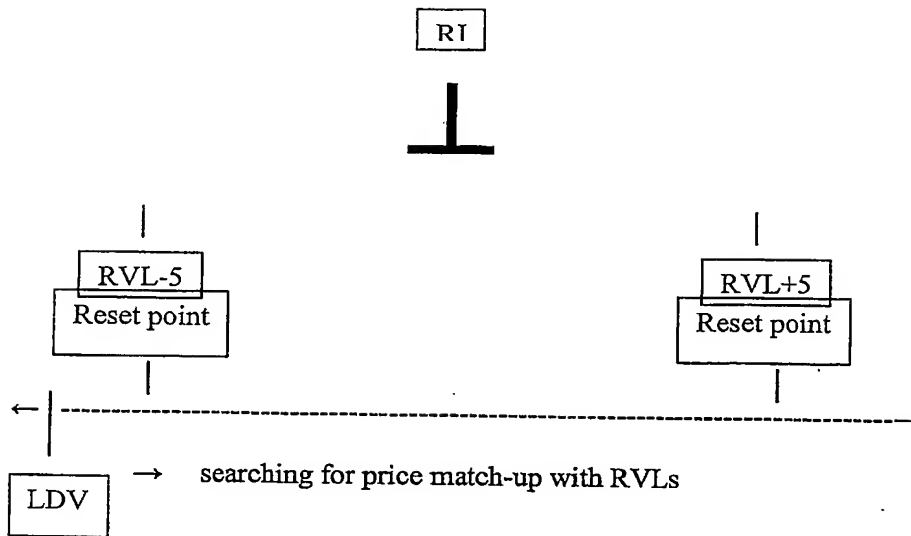 RI
RVL-5
RVL+5
Reset point
Reset point
← 
LDV
→ searching for price match-up with RVLs